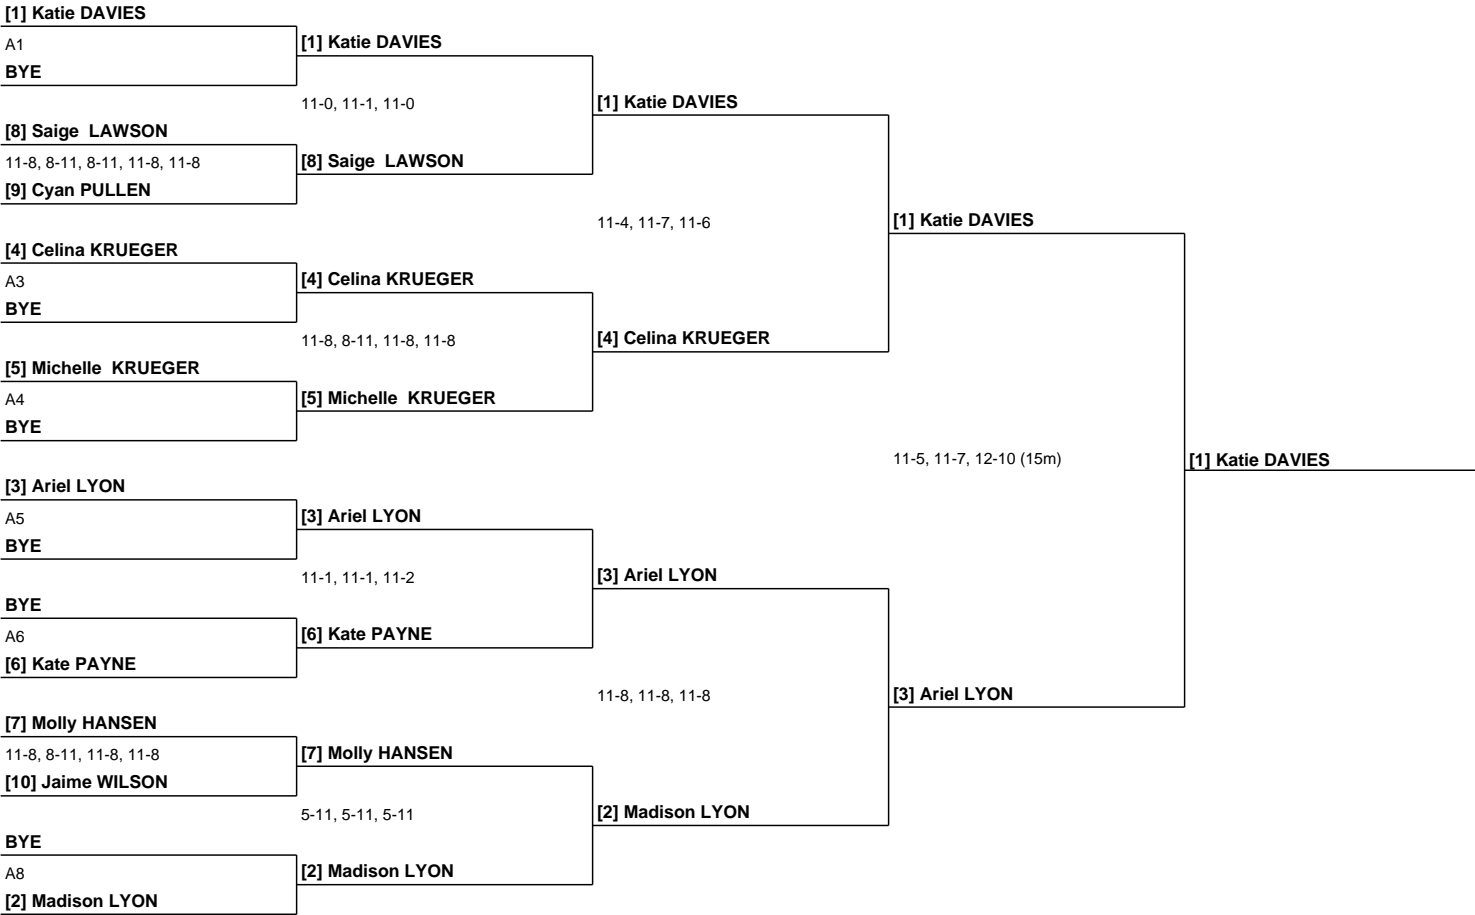 [1] Katie DAVIES
A1
BYE
[8] Saige  LAWSON
11-8, 8-11, 8-11, 11-8, 11-8
[9] Cyan PULLEN
[4] Celina KRUEGER
A3
BYE
[5] Michelle  KRUEGER
A4
BYE
[3] Ariel LYON
A5
BYE
BYE
A6
[6] Kate PAYNE
[7] Molly HANSEN
11-8, 8-11, 11-8, 11-8
[10] Jaime WILSON
BYE
A8
[2] Madison LYON
[1] Katie DAVIES
11-0, 11-1, 11-0
[8] Saige  LAWSON
[4] Celina KRUEGER
11-8, 8-11, 11-8, 11-8
[5] Michelle  KRUEGER
[3] Ariel LYON
11-1, 11-1, 11-2
[6] Kate PAYNE
[7] Molly HANSEN
5-11, 5-11, 5-11
[2] Madison LYON
[1] Katie DAVIES
11-4, 11-7, 11-6
[4] Celina KRUEGER
[3] Ariel LYON
11-8, 11-8, 11-8
[2] Madison LYON
[1] Katie DAVIES
11-5, 11-7, 12-10 (15m)
[3] Ariel LYON
[1] Katie DAVIES